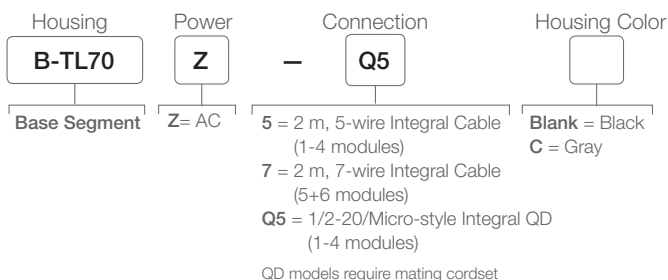 Housing Power Connection Housing Color
B-TL70 Z – Q5
Base Segment Z= AC 5 = 2 m, 5-wire Integral Cable Blank = Black
(1-4 modules) C = Gray
7 = 2 m, 7-wire Integral Cable
(5+6 modules)
Q5 = 1/2-20/Micro-style Integral QD
(1-4 modules)
QD models require mating cordset